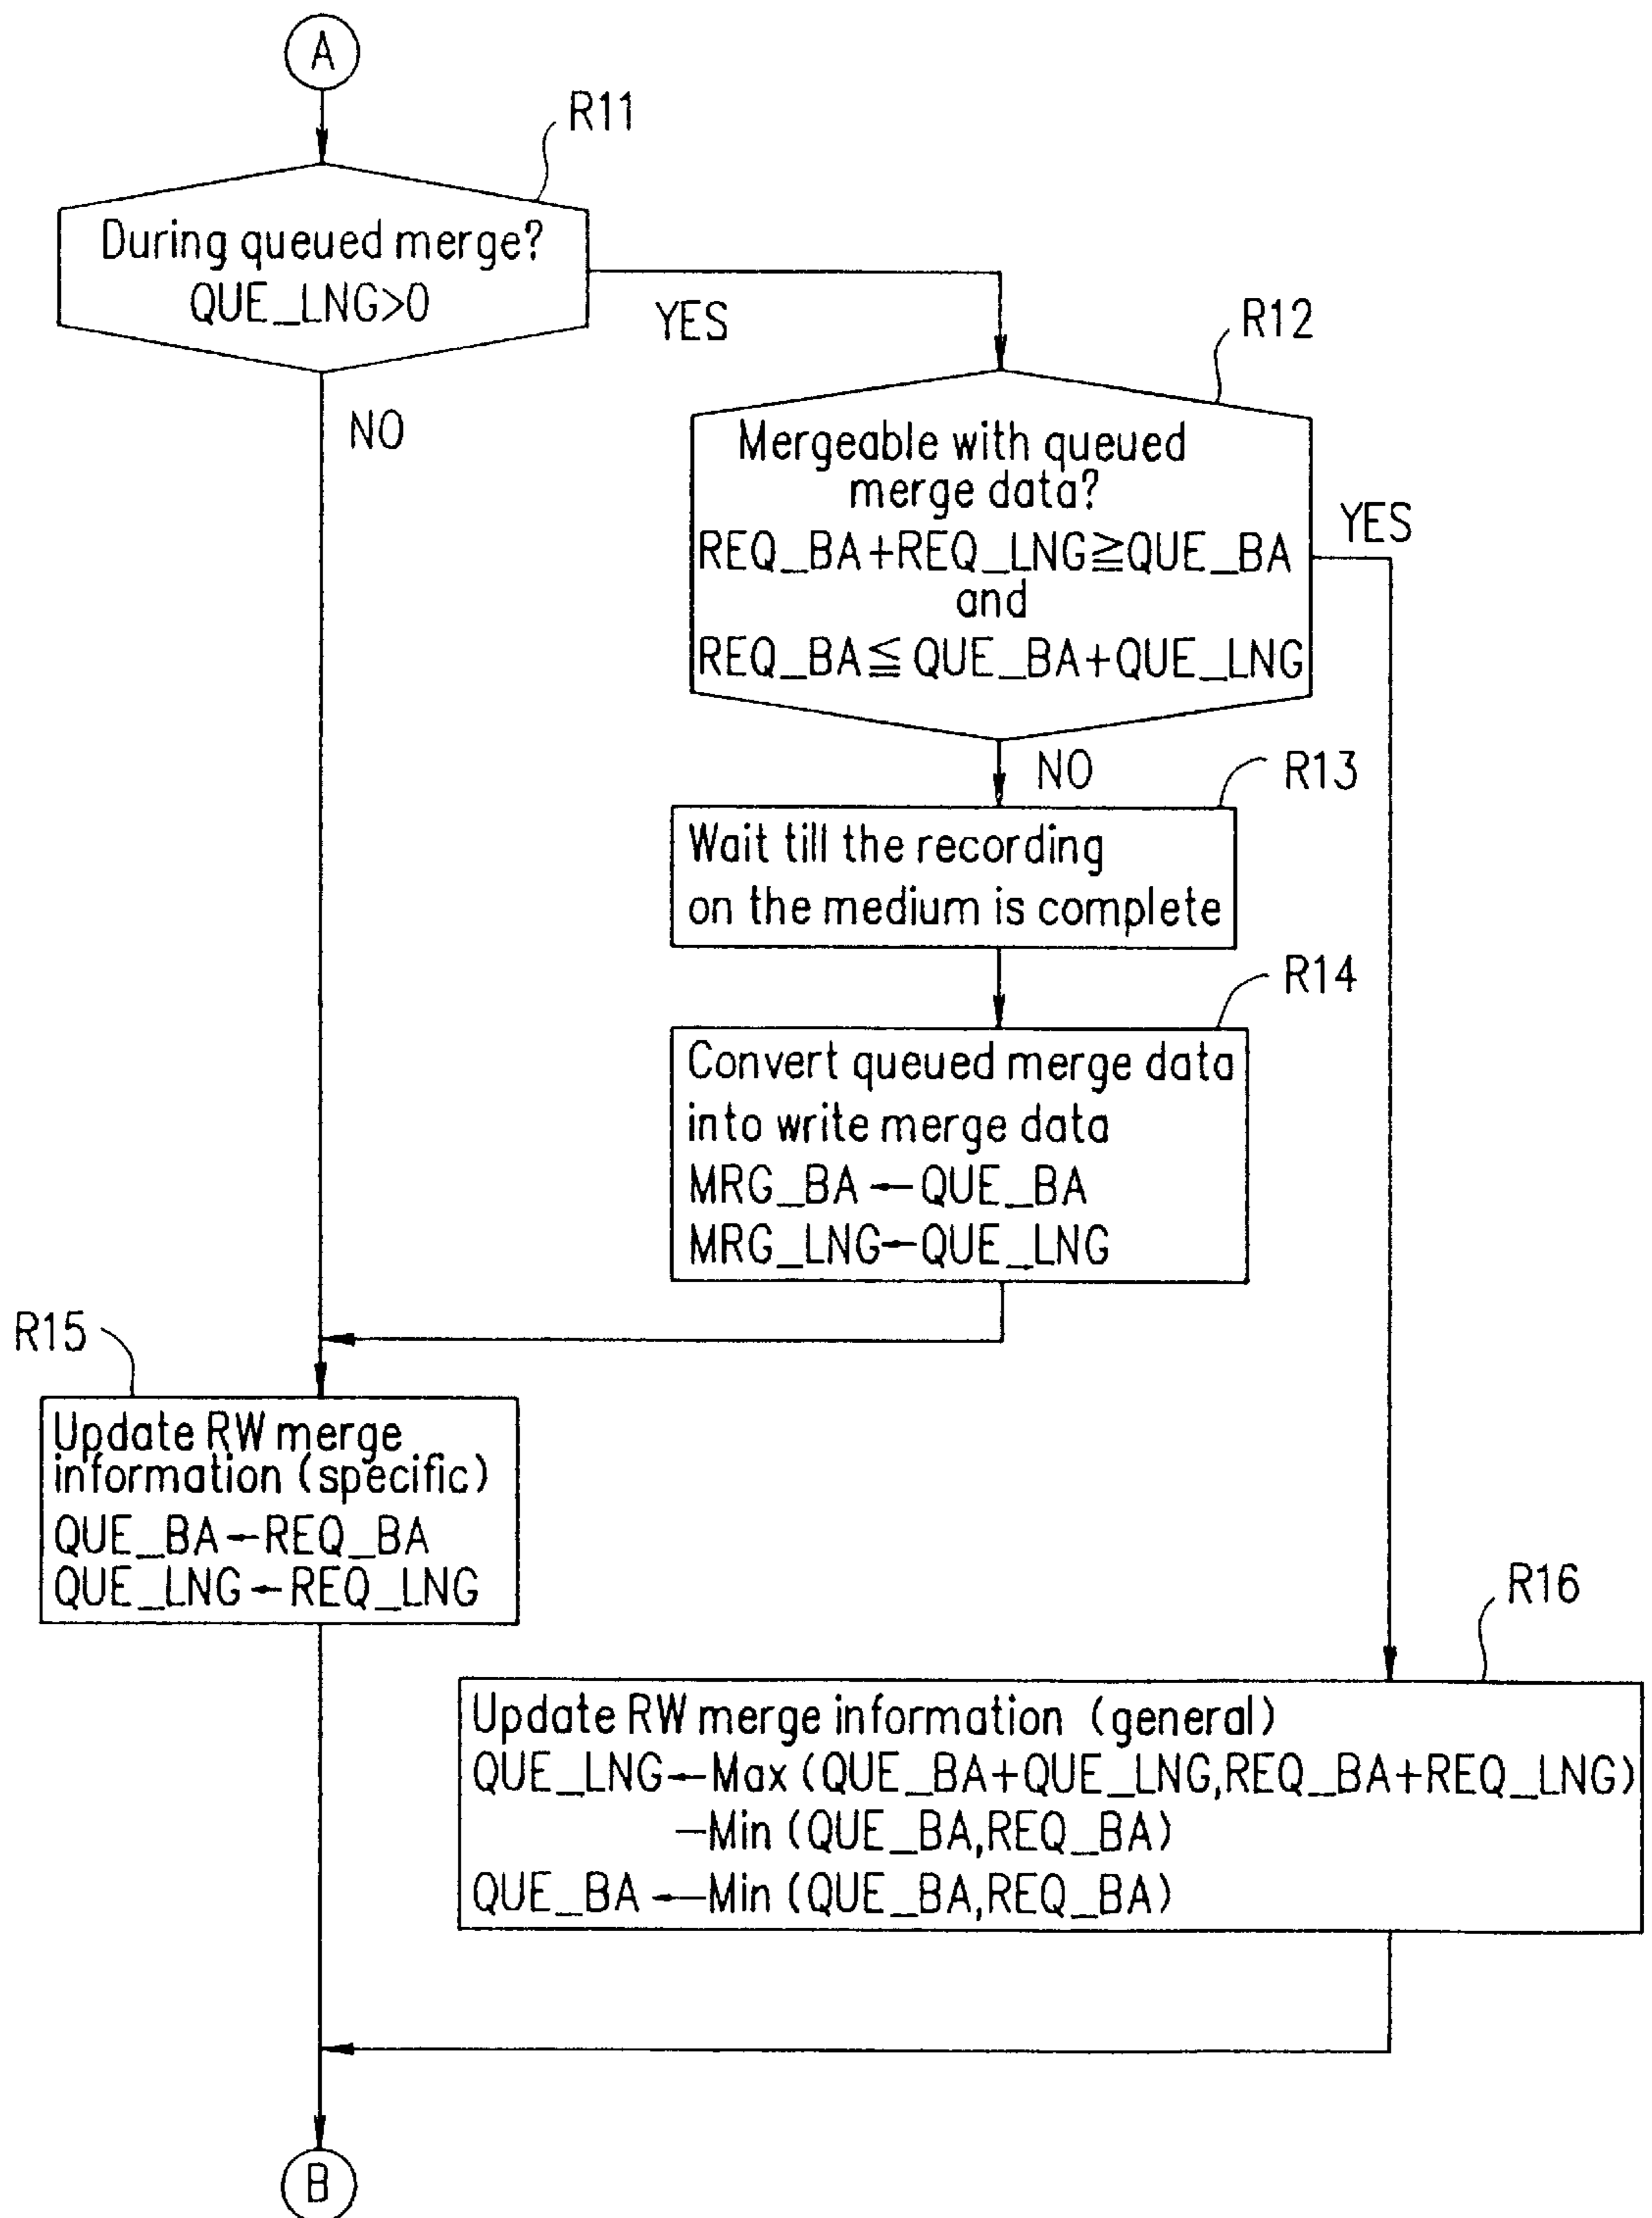 A
R11
During queued merge?
QUE_LNG>0
YES
NO
R12
Mergeable with queued
merge data?
REQ_BA+REQ_LNG≧QUE_BA
and
REQ_BA≦QUE_BA+QUE_LNG
YES
NO
R13
Wait till the recording
on the medium is complete
R14
Convert queued merge data
into write merge data
MRG_BA←QUE_BA
MRG_LNG←QUE_LNG
R15
Update RW merge
information (specific)
QUE_BA←REQ_BA
QUE_LNG←REQ_LNG
R16
Update RW merge information (general)
QUE_LNG←Max (QUE_BA+QUE_LNG,REQ_BA+REQ_LNG)
−Min (QUE_BA,REQ_BA)
QUE_BA←Min (QUE_BA,REQ_BA)
B